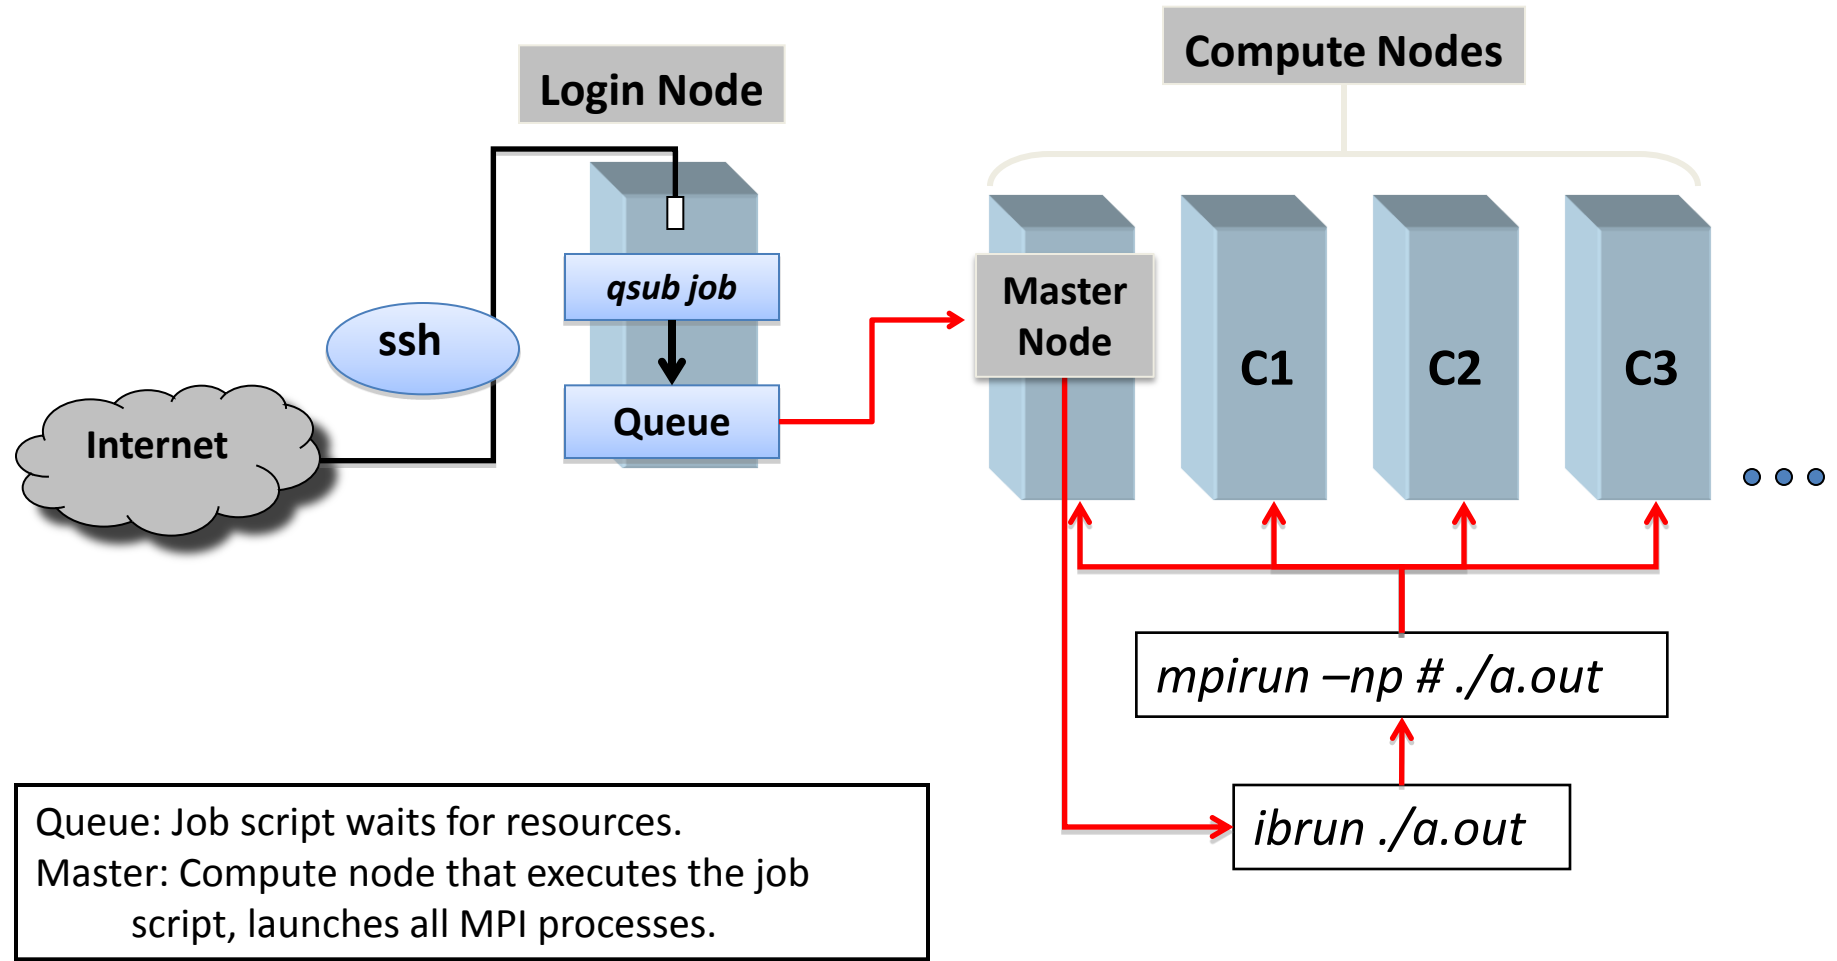 Compute Nodes
Login Node
qsub job
Master
Node
ssh
C1
C2
C3
Queue
Internet
mpirun –np # ./a.out
ibrun ./a.out
Queue: Job script waits for resources.
Master: Compute node that executes the job
script, launches all MPI processes.